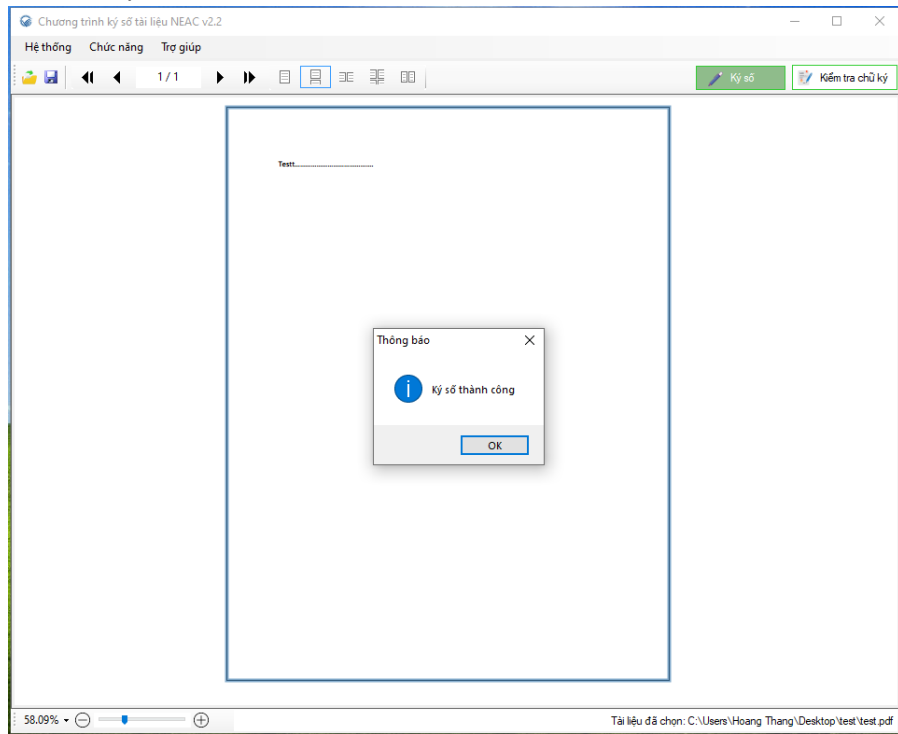 Chương trình ký số tài liệu NEAC v2.2
Hệ thống Chức năng Trợ giúp
1 / 1
Ký số
Kiểm tra chữ ký
Testt......................................
Thông báo
Ký số thành công
OK
58.09%
Tài liệu đã chọn: C:\Users\Hoang Thang\Desktop\test\test.pdf